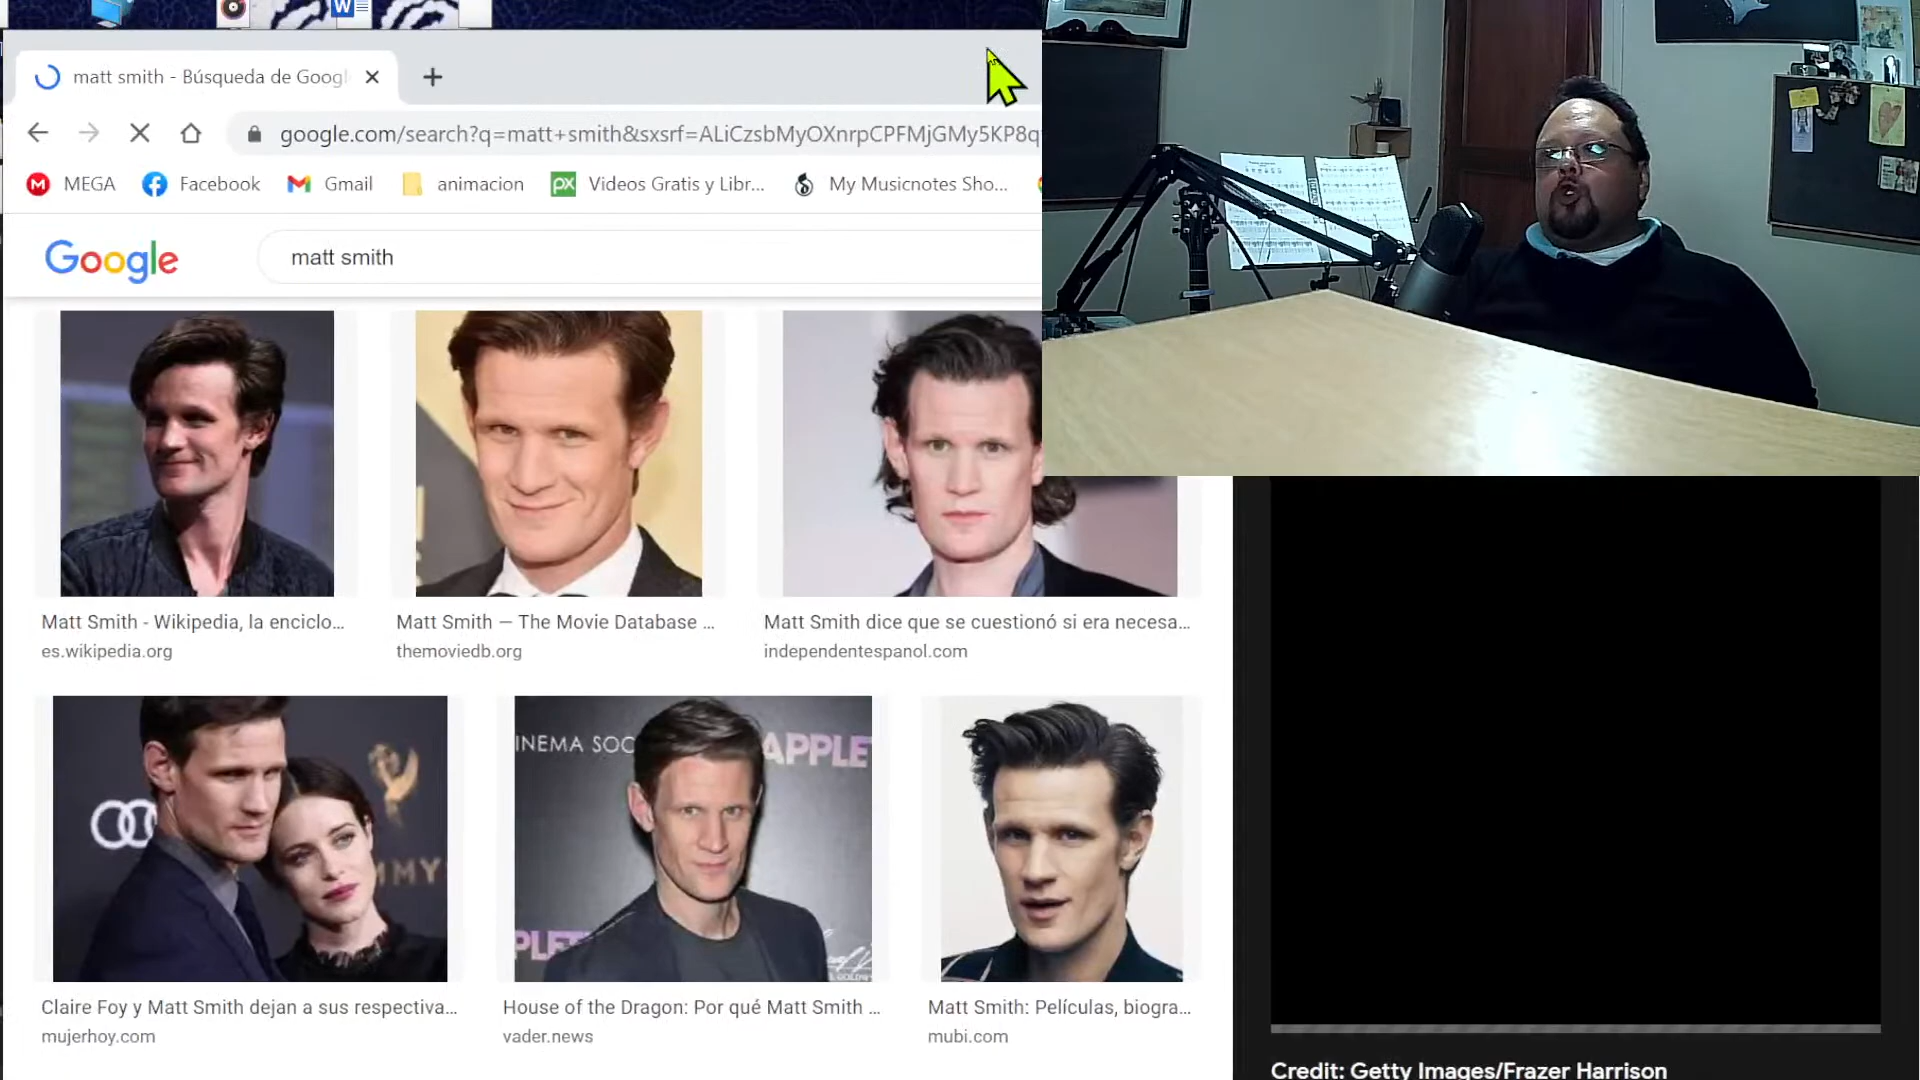 W
matt smith - Búsqueda de Googl
google.com/search?q=matt+smith&sxsrf=ALiCzsbMyOXnrpCPFMjGMy5KP8q
MEGA
Facebook
Gmail
animacion
px
Videos Gratis y Libr...
My Musicnotes Sho...
Google
matt smith
Matt Smith - Wikipedia, la enciclo...
es.wikipedia.org
Matt Smith — The Movie Database ...
themoviedb.org
Matt Smith dice que se cuestionó si era necesa...
independentespanol.com
INEMA SOC
APPLE
MMY
PLET
Claire Foy y Matt Smith dejan a sus respectiva...
mujerhoy.com
House of the Dragon: Por qué Matt Smith ...
vader.news
Matt Smith: Películas, biogra...
mubi.com
Credit: Getty Images/Frazer Harrison